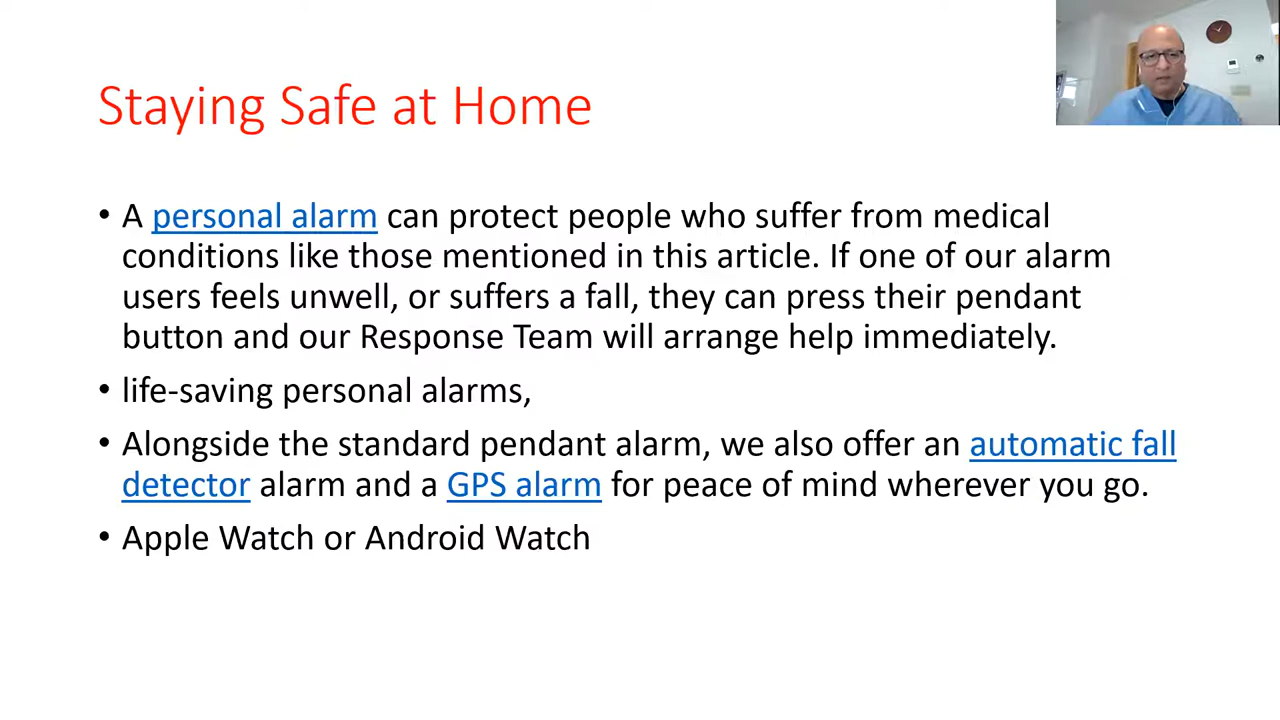 Staying Safe at Home
• A personal alarm can protect people who suffer from medical
conditions like those mentioned in this article. If one of our alarm
users feels unwell, or suffers a fall, they can press their pendant
button and our Response Team will arrange help immediately.
• life-saving personal alarms,
• Alongside the standard pendant alarm, we also offer an automatic fall
detector alarm and a GPS alarm for peace of mind wherever you go.
• Apple Watch or Android Watch